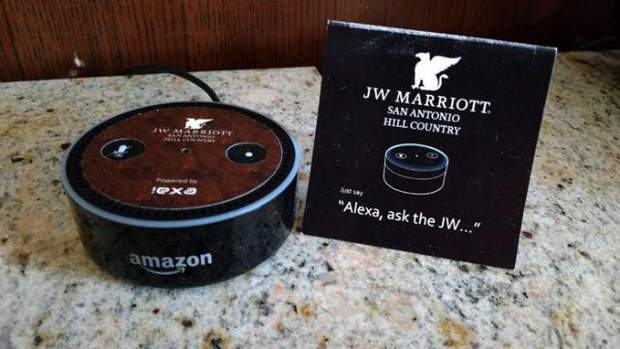 JW MARRIOTT
SAN ANTONIO
HILL COUNTRY
Powered by
amazon
JW MARRIOTT
SAN ANTONIO
HILL COUNTRY
Just say
"Alexa, ask the JW..."